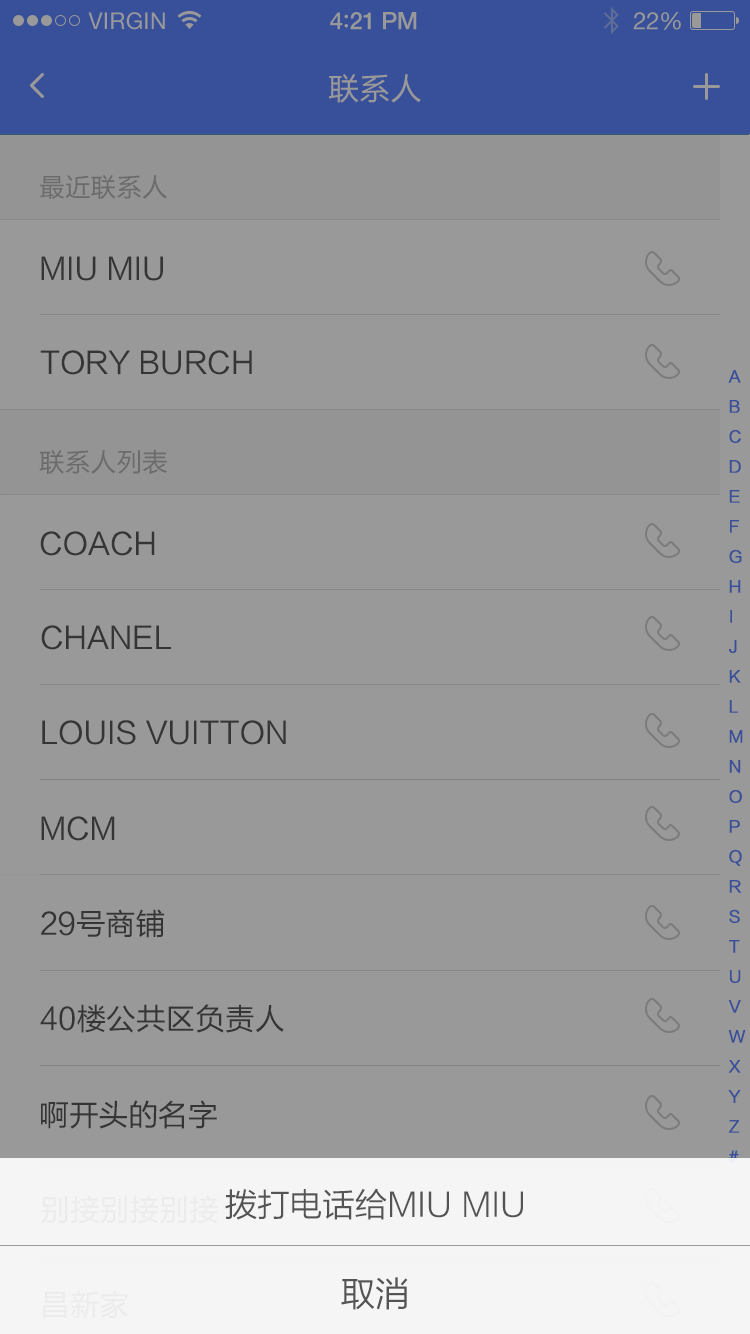 VIRGIN 4:21 PM 22%
联系人
最近联系人
MIU MIU
TORY BURCH
联系人列表
COACH
CHANEL
LOUIS VUITTON
MCM
29号商铺
40楼公共区负责人
啊开头的名字
别接别接别接
拨打电话给MIU MIU
昌新家
取消
A
B
C
D
E
F
G
H
I
J
K
L
M
N
O
P
Q
R
S
T
U
V
W
X
Y
Z
#